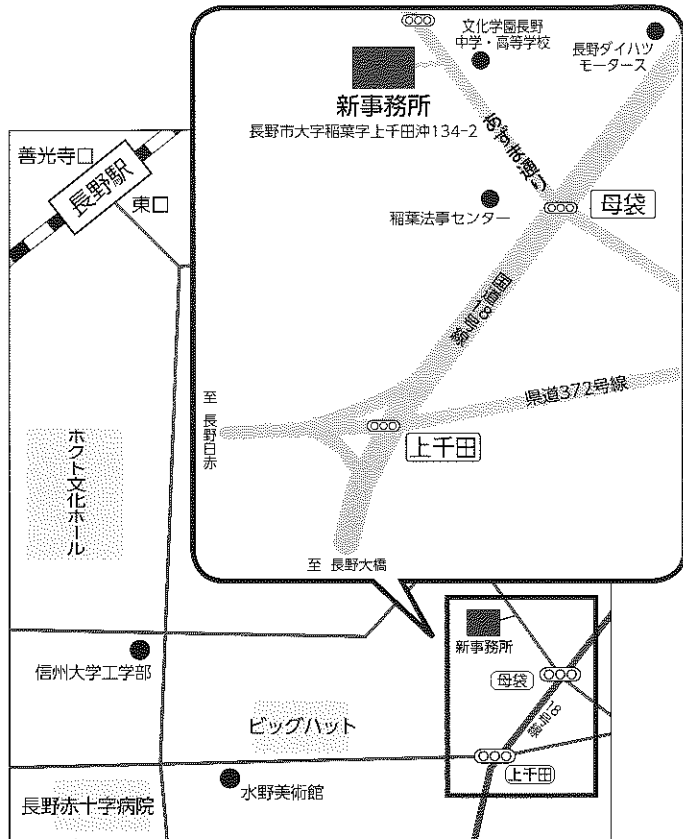 文化学園長野
中学・高等学校
長野ダイハツ
モータース
新事務所
長野市大字稲葉字上千田沖134-2
あずま通り
善光寺口
長野駅
東口
稲葉法亭センター
母袋
国道18号線
県道372号線
至 長野日赤
上千田
ホクト文化ホール
至 長野大橋
新事務所
信州大学工学部
母袋
18号線
ビッグハット
上千田
水野美術館
長野赤十字病院